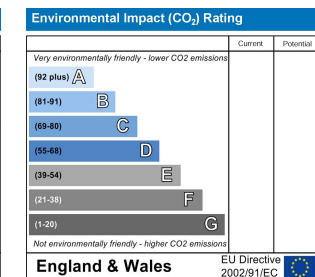 Environmental Impact (CO₂) Rating
Current Potential
Very environmentally friendly - lower CO2 emissions
(92 plus) A
(81-91) B
(69-80) C
(55-68) D
(39-54) E
(21-38) F
(1-20) G
Not environmentally friendly - higher CO2 emissions
England & Wales
EU Directive
2002/91/EC